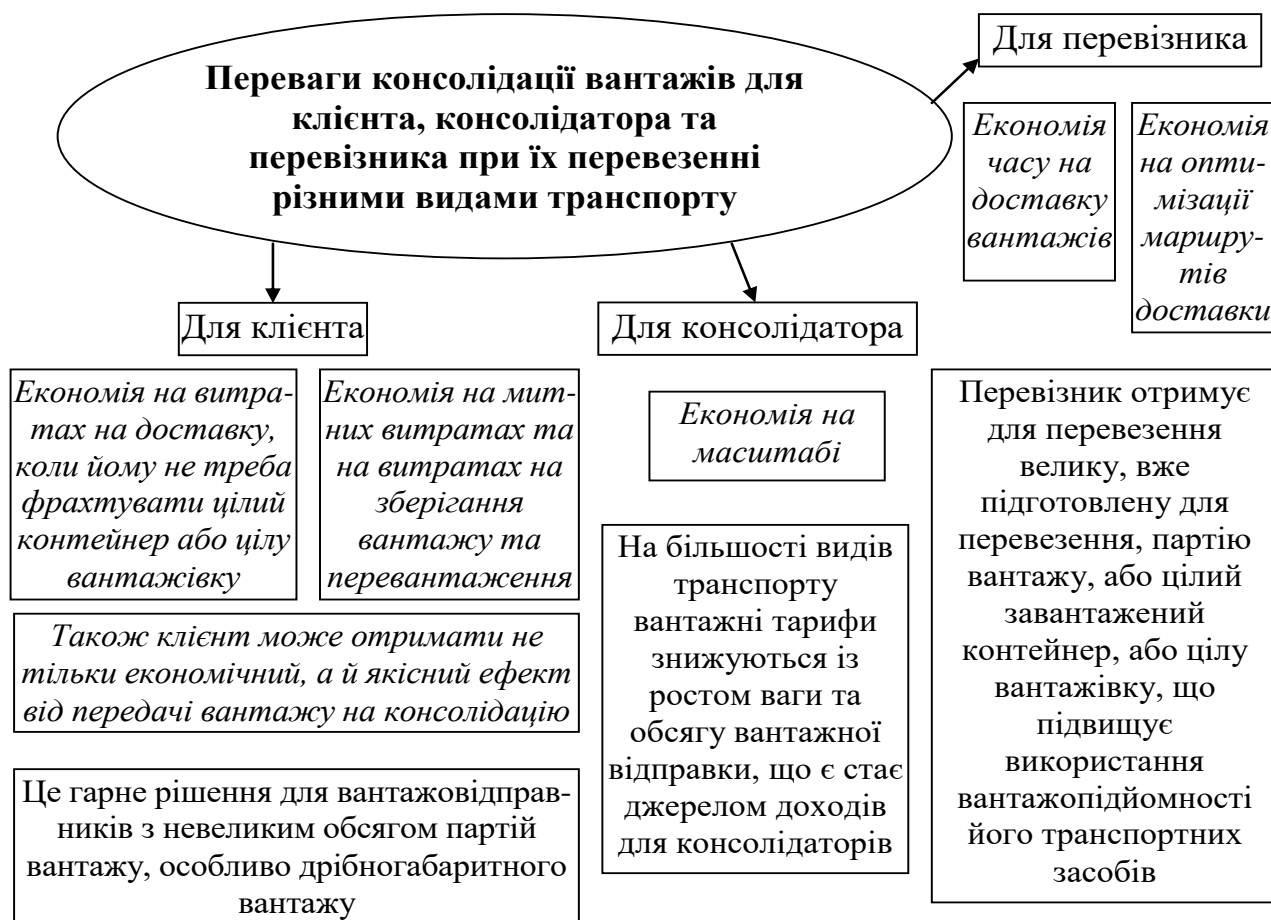 Переваги консолідації вантажів для
клієнта, консолідатора та
перевізника при їх перевезенні
різними видами транспорту
Для перевізника
Економія
часу на
доставку
вантажів
Економія
на опти-
мізації
маршру-
тів
доставки
Для клієнта
Економія на витра-
тах на доставку,
коли йому не треба
фрахтувати цілий
контейнер або цілу
вантажівку
Економія на мит-
них витратах та
на витратах на
зберігання
вантажу та
перевантаження
Також клієнт може отримати не
тільки економічний, а й якісний ефект
від передачі вантажу на консолідацію
Це гарне рішення для вантажовідправ-
ників з невеликим обсягом партій
вантажу, особливо дрібногабаритного
вантажу
Для консолідатора
Економія на
масштабі
На більшості видів
транспорту
вантажні тарифи
знижуються із
ростом ваги та
обсягу вантажної
відправки, що є стає
джерелом доходів
для консолідаторів
Перевізник отримує
для перевезення
велику, вже
підготовлену для
перевезення, партію
вантажу, або цілий
завантажений
контейнер, або цілу
вантажівку, що
підвищує
використання
вантажопідйомності
його транспортних
засобів